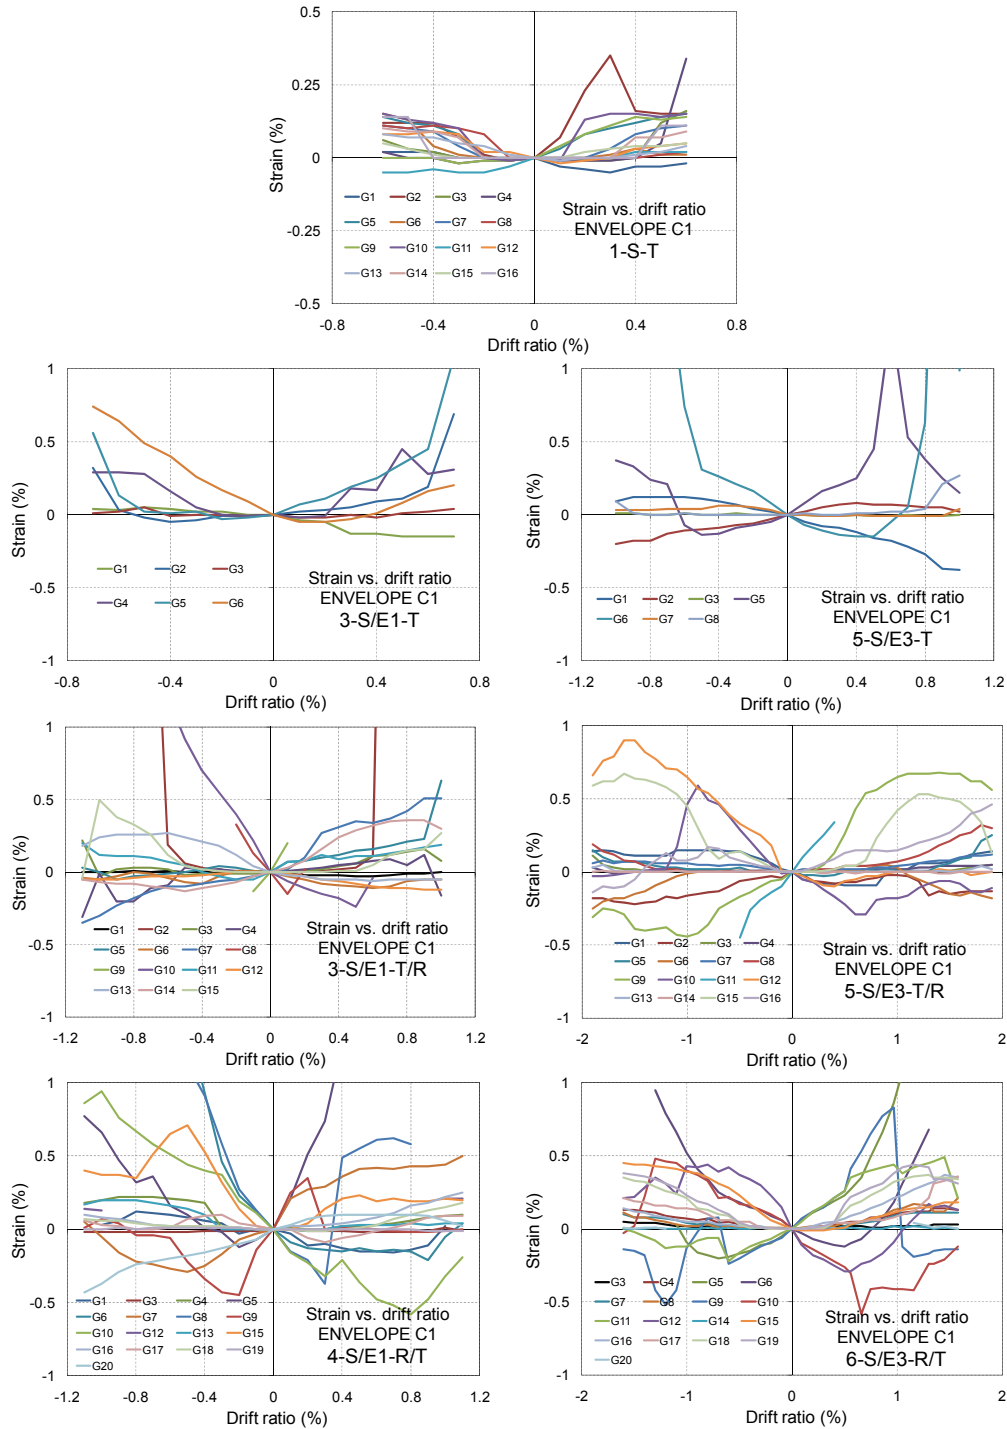 0.5
0.25
0
-0.25
-0.5
Strain (%)
G1 G2 G3 G4
G5 G6 G7 G8
G9 G10 G11 G12
G13 G14 G15 G16
Strain vs. drift ratio
ENVELOPE C1
1-S-T
-0.8 -0.4 0 0.4 0.8
Drift ratio (%)
1
0.5
0
-0.5
-1
Strain (%)
G1 G2 G3
G4 G5 G6
Strain vs. drift ratio
ENVELOPE C1
3-S/E1-T
-0.8 -0.4 0 0.4 0.8
Drift ratio (%)
1
0.5
0
-0.5
-1
Strain (%)
G1 G2 G3 G5
G6 G7 G8
Strain vs. drift ratio
ENVELOPE C1
5-S/E3-T
-1.2 -0.8 -0.4 0 0.4 0.8 1.2
Drift ratio (%)
1
0.5
0
-0.5
-1
Strain (%)
G1 G2 G3 G4
G5 G6 G7 G8
G9 G10 G11 G12
G13 G14 G15
Strain vs. drift ratio
ENVELOPE C1
3-S/E1-T/R
-1.2 -0.8 -0.4 0 0.4 0.8 1.2
Drift ratio (%)
1
0.5
0
-0.5
-1
Strain (%)
G1 G2 G3 G4
G5 G6 G7 G8
G9 G10 G11 G12
G13 G14 G15 G16
Strain vs. drift ratio
ENVELOPE C1
5-S/E3-T/R
-2 -1 0 1 2
Drift ratio (%)
1
0.5
0
-0.5
-1
Strain (%)
G1 G3 G4 G5
G6 G7 G8 G9
G10 G12 G13 G15
G16 G17 G18 G19
G20
Strain vs. drift ratio
ENVELOPE C1
4-S/E1-R/T
-1.2 -0.8 -0.4 0 0.4 0.8 1.2
Drift ratio (%)
1
0.5
0
-0.5
-1
Strain (%)
G3 G4 G5 G6
G7 G8 G9 G10
G11 G12 G14 G15
G16 G17 G18 G19
G20
Strain vs. drift ratio
ENVELOPE C1
6-S/E3-R/T
-2 -1 0 1 2
Drift ratio (%)